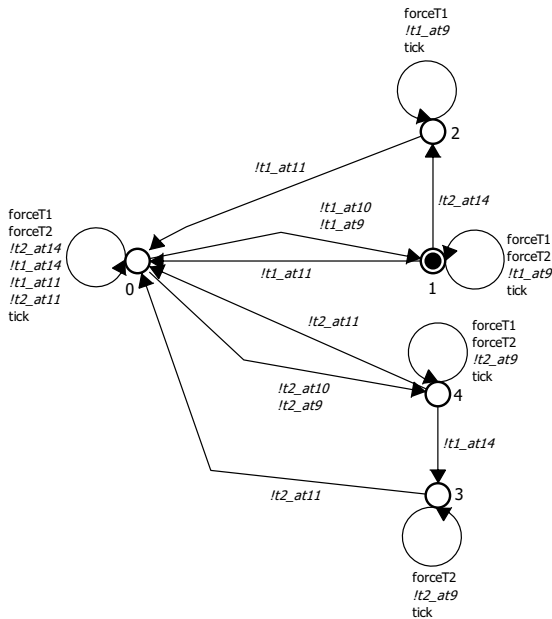 forceT1
!t1_at9
tick
2
!t1_at11
!t2_at14
forceT1
forceT2
!t2_at14
!t1_at14
!t1_at11
!t2_at11
tick
0
!t1_at10
!t1_at9
!t1_at11
1
forceT1
forceT2
!t1_at9
tick
!t2_at11
forceT1
forceT2
!t2_at9
tick
!t2_at10
!t2_at9
4
!t1_at14
!t2_at11
3
forceT2
!t2_at9
tick